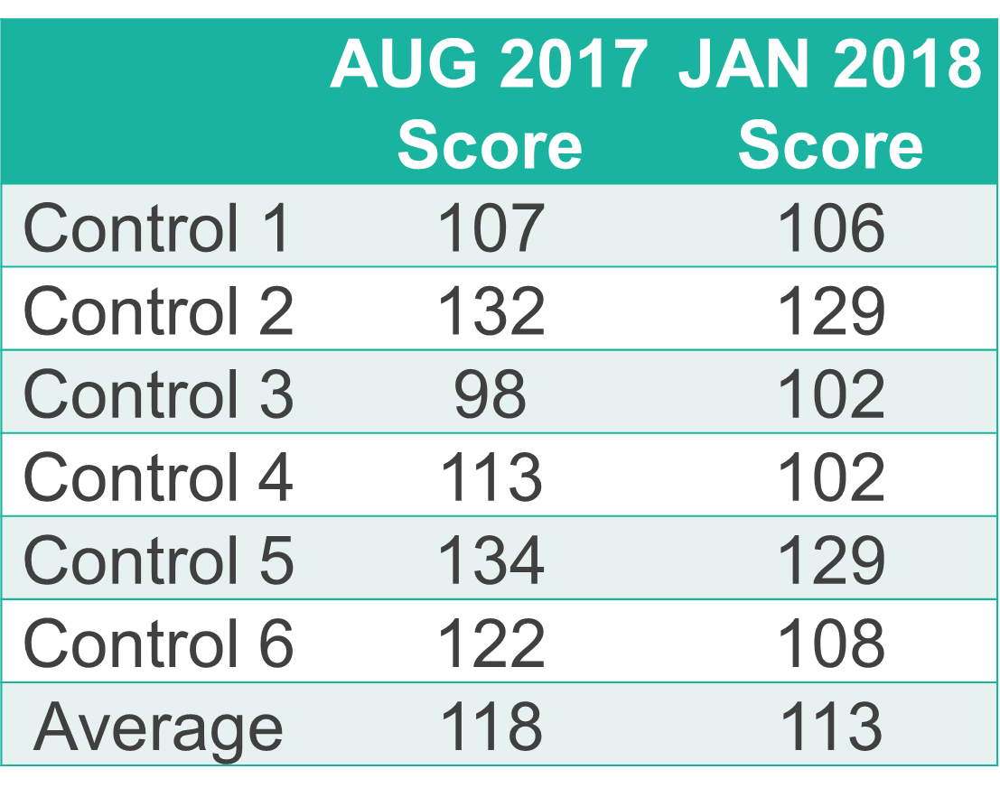 AUG 2017 JAN 2018
Score Score
Control 1 107 106
Control 2 132 129
Control 3 98 102
Control 4 113 102
Control 5 134 129
Control 6 122 108
Average 118 113